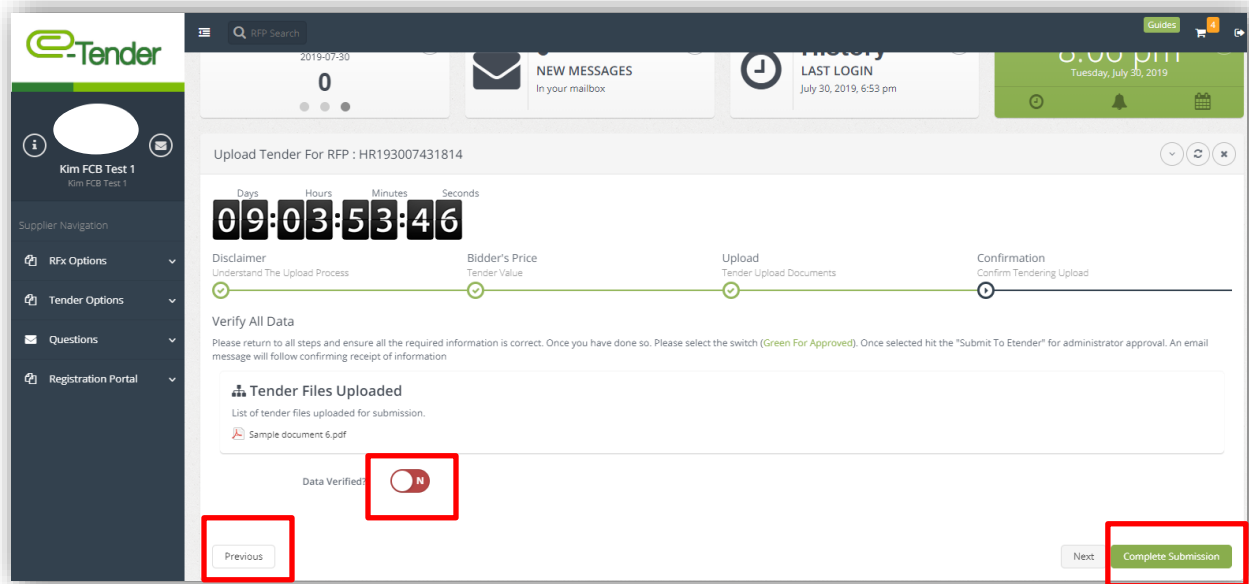 e-Tender
RFP Search
Guides
4
2019-07-30
0
NEW MESSAGES
In your mailbox
History
LAST LOGIN
July 30, 2019, 6:53 pm
8:00 pm
Tuesday, July 30, 2019
Kim FCB Test 1
Kim FCB Test 1
Supplier Navigation
RFx Options
Tender Options
Questions
Registration Portal
Upload Tender For RFP : HR193007431814
Days Hours Minutes Seconds
09:03:53:46
Disclaimer
Understand The Upload Process
Bidder's Price
Tender Value
Upload
Tender Upload Documents
Confirmation
Confirm Tendering Upload
Verify All Data
Please return to all steps and ensure all the required information is correct. Once you have done so. Please select the switch (Green For Approved). Once selected hit the "Submit To Etender" for administrator approval. An email
message will follow confirming receipt of information
Tender Files Uploaded
List of tender files uploaded for submission.
Sample document 6.pdf
Data Verified?
N
Previous
Next
Complete Submission